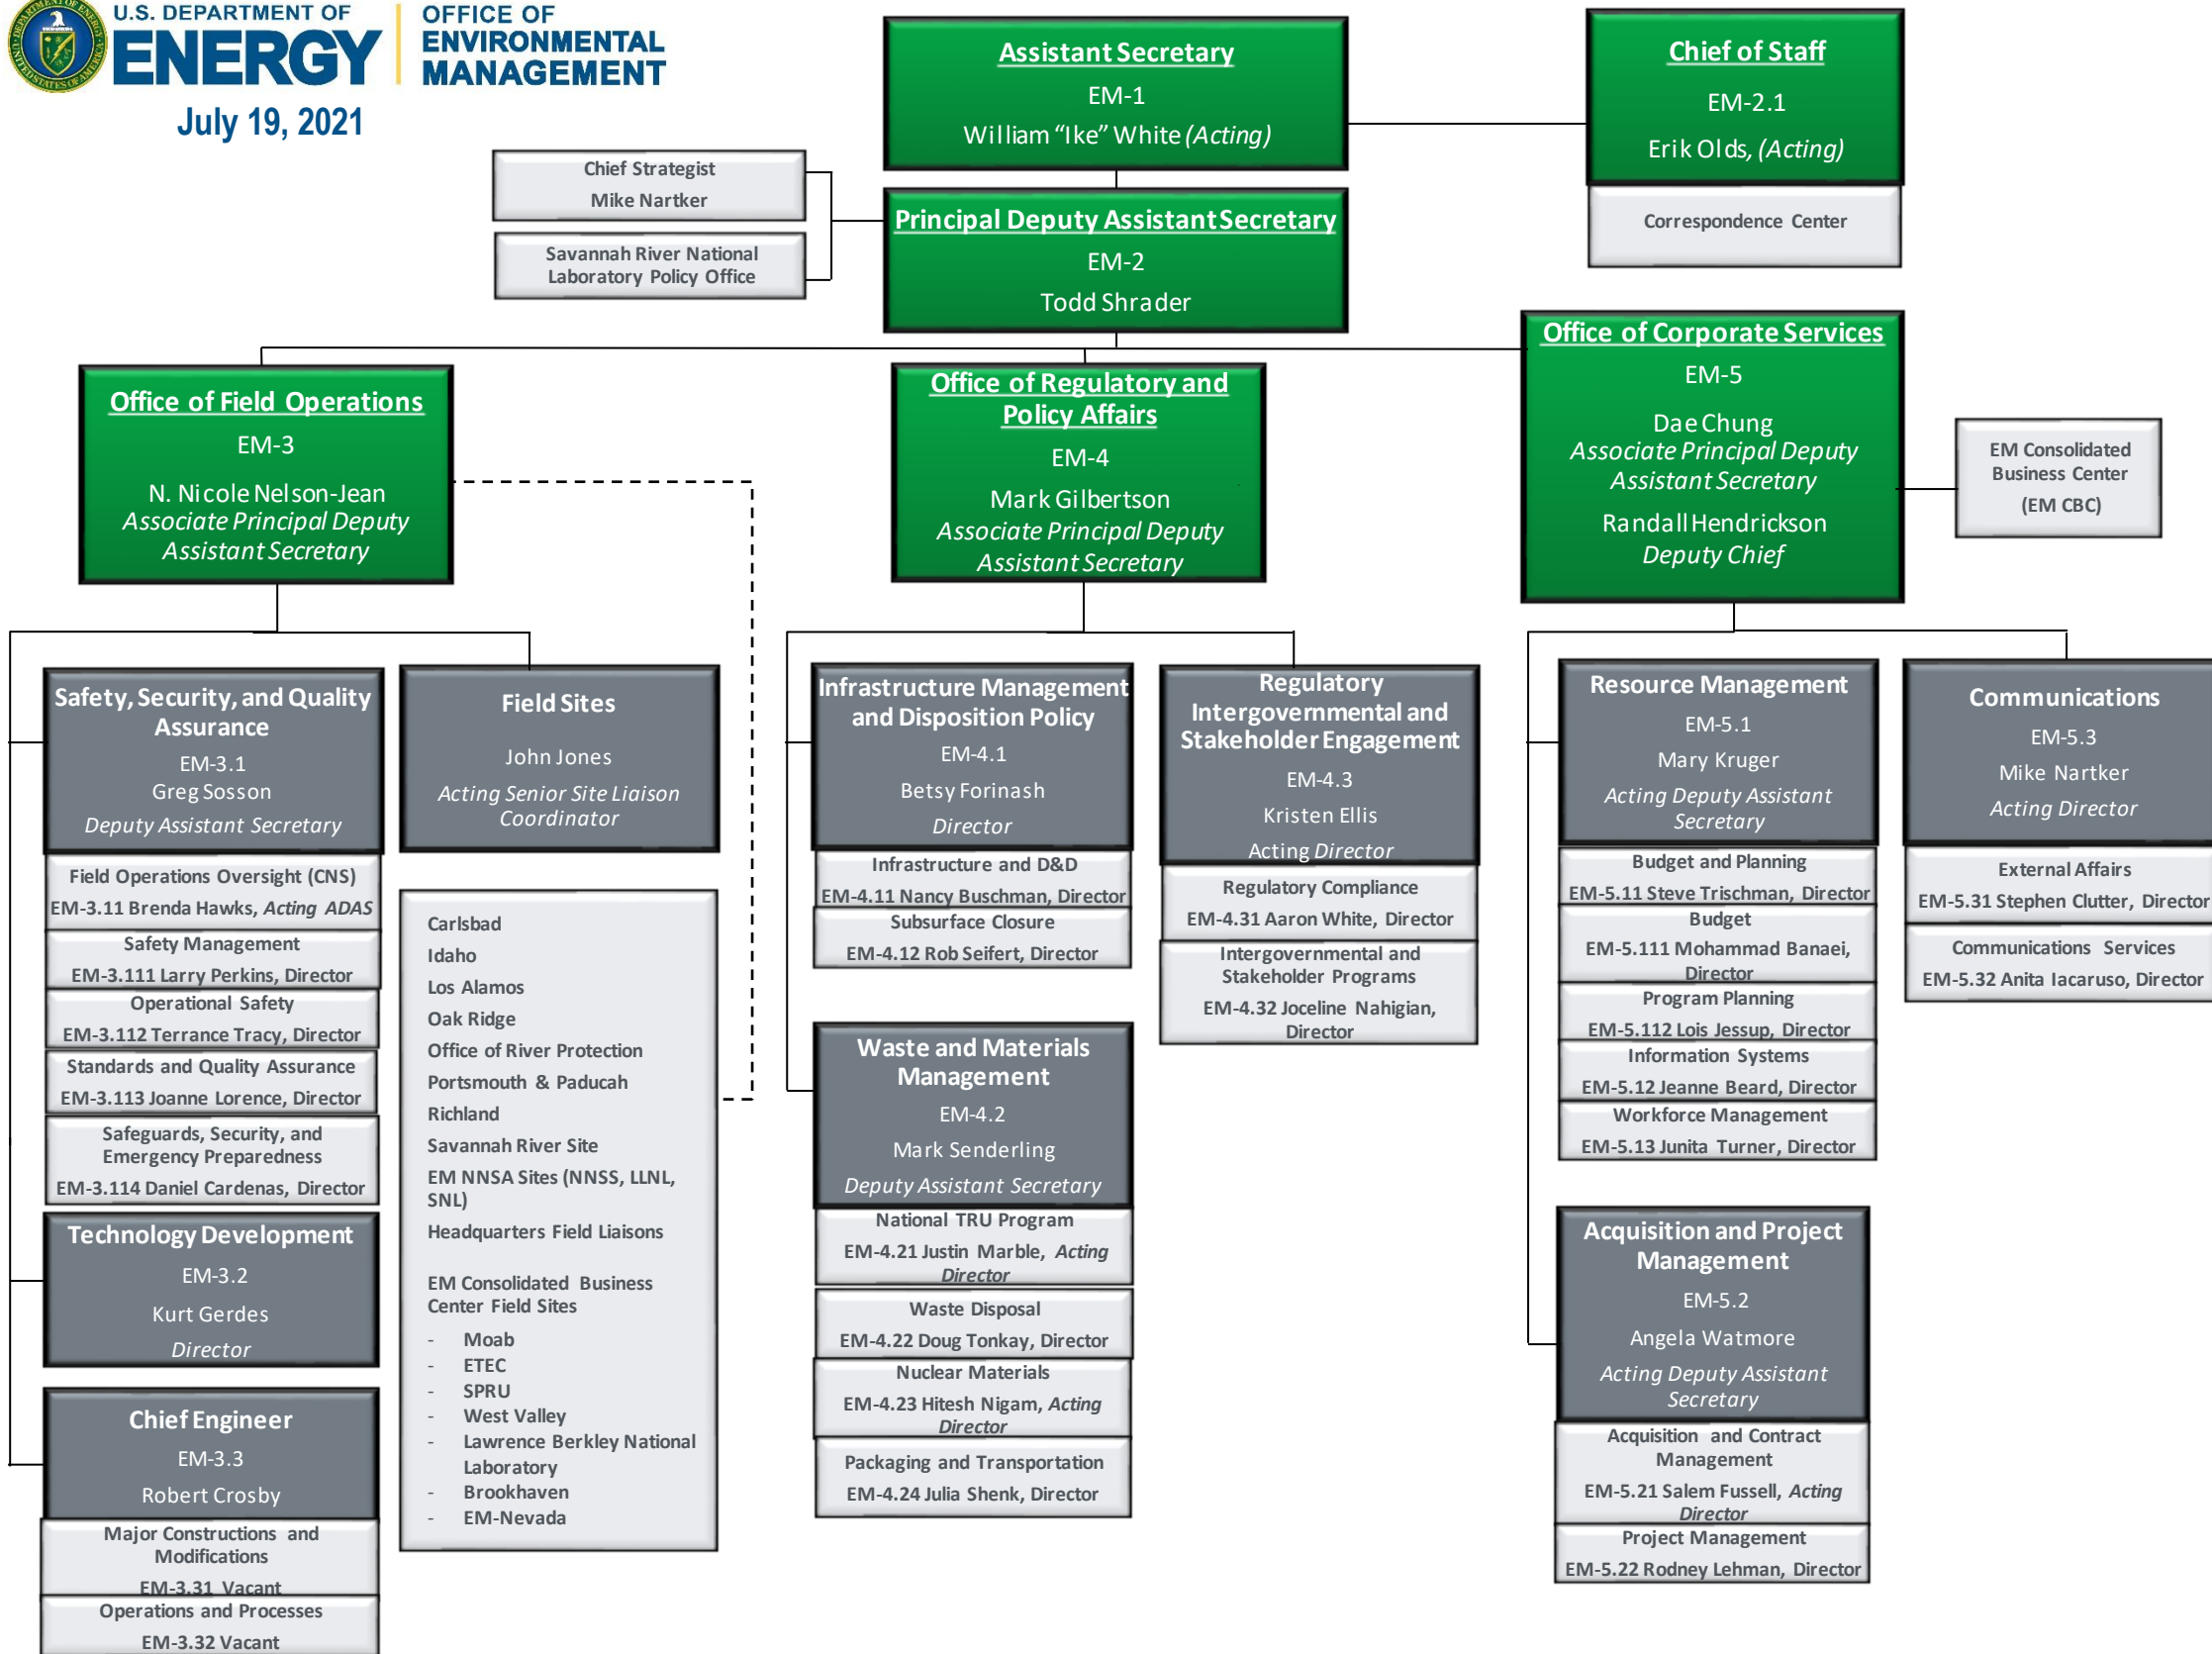 U.S. DEPARTMENT OF
ENERGY
OFFICE OF
ENVIRONMENTAL
MANAGEMENT
July 19, 2021
Assistant Secretary
EM-1
William “Ike” White (Acting)
Chief of Staff
EM-2.1
Erik Olds, (Acting)
Correspondence Center
Chief Strategist
Mike Nartker
Savannah River National
Laboratory Policy Office
Principal Deputy Assistant Secretary
EM-2
Todd Shrader
Office of Field Operations
EM-3
N. Nicole Nelson-Jean
Associate Principal Deputy
Assistant Secretary
Office of Regulatory and
Policy Affairs
EM-4
Mark Gilbertson
Associate Principal Deputy
Assistant Secretary
Office of Corporate Services
EM-5
Dae Chung
Associate Principal Deputy
Assistant Secretary
Randall Hendrickson
Deputy Chief
EM Consolidated
Business Center
(EM CBC)
Safety, Security, and Quality
Assurance
EM-3.1
Greg Sosson
Deputy Assistant Secretary
Field Operations Oversight (CNS)
EM-3.11 Brenda Hawks, Acting ADAS
Safety Management
EM-3.111 Larry Perkins, Director
Operational Safety
EM-3.112 Terrance Tracy, Director
Standards and Quality Assurance
EM-3.113 Joanne Lorence, Director
Safeguards, Security, and
Emergency Preparedness
EM-3.114 Daniel Cardenas, Director
Technology Development
EM-3.2
Kurt Gerdes
Director
Chief Engineer
EM-3.3
Robert Crosby
Major Constructions and
Modifications
EM-3.31 Vacant
Operations and Processes
EM-3.32 Vacant
Field Sites
John Jones
Acting Senior Site Liaison
Coordinator
Carlsbad
Idaho
Los Alamos
Oak Ridge
Office of River Protection
Portsmouth & Paducah
Richland
Savannah River Site
EM NNSA Sites (NNSS, LLNL,
SNL)
Headquarters Field Liaisons
EM Consolidated Business
Center Field Sites
- Moab
- ETEC
- SPRU
- West Valley
- Lawrence Berkley National
Laboratory
- Brookhaven
- EM-Nevada
Infrastructure Management
and Disposition Policy
EM-4.1
Betsy Forinash
Director
Infrastructure and D&D
EM-4.11 Nancy Buschman, Director
Subsurface Closure
EM-4.12 Rob Seifert, Director
Waste and Materials
Management
EM-4.2
Mark Senderling
Deputy Assistant Secretary
National TRU Program
EM-4.21 Justin Marble, Acting
Director
Waste Disposal
EM-4.22 Doug Tonkay, Director
Nuclear Materials
EM-4.23 Hitesh Nigam, Acting
Director
Packaging and Transportation
EM-4.24 Julia Shenk, Director
Regulatory
Intergovernmental and
Stakeholder Engagement
EM-4.3
Kristen Ellis
Acting Director
Regulatory Compliance
EM-4.31 Aaron White, Director
Intergovernmental and
Stakeholder Programs
EM-4.32 Joceline Nahigian,
Director
Resource Management
EM-5.1
Mary Kruger
Acting Deputy Assistant
Secretary
Budget and Planning
EM-5.11 Steve Trischman, Director
Budget
EM-5.111 Mohammad Banaei,
Director
Program Planning
EM-5.112 Lois Jessup, Director
Information Systems
EM-5.12 Jeanne Beard, Director
Workforce Management
EM-5.13 Junita Turner, Director
Acquisition and Project
Management
EM-5.2
Angela Watmore
Acting Deputy Assistant
Secretary
Acquisition and Contract
Management
EM-5.21 Salem Fussell, Acting
Director
Project Management
EM-5.22 Rodney Lehman, Director
Communications
EM-5.3
Mike Nartker
Acting Director
External Affairs
EM-5.31 Stephen Clutter, Director
Communications Services
EM-5.32 Anita Iacaruso, Director